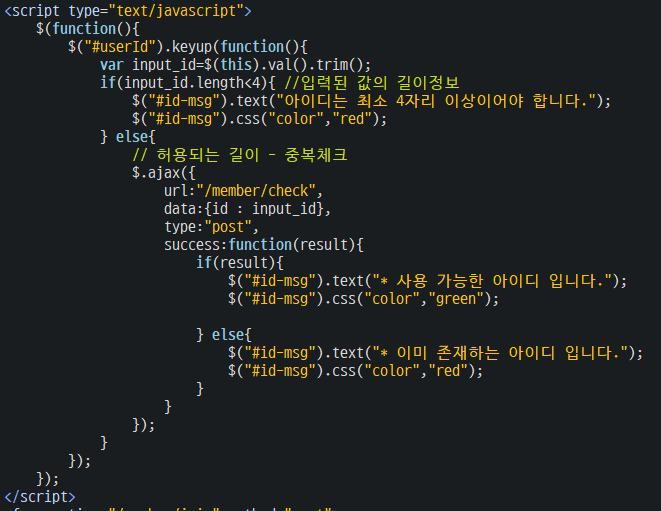 <script type="text/javascript">
$(function(){
$("#userId").keyup(function(){
var input_id=$(this).val().trim();
if(input_id.length<4){ //입력된 값의 길이정보
$("#id-msg").text("아이디는 최소 4자리 이상이어야 합니다.");
$("#id-msg").css("color","red");
} else{
// 허용되는 길이 - 중복체크
$.ajax({
url:"/member/check",
data:{id : input_id},
type:"post",
success:function(result){
if(result){
$("#id-msg").text("* 사용 가능한 아이디 입니다.");
$("#id-msg").css("color","green");
} else{
$("#id-msg").text("* 이미 존재하는 아이디 입니다.");
$("#id-msg").css("color","red");
}
}
});
}
});
});
</script>